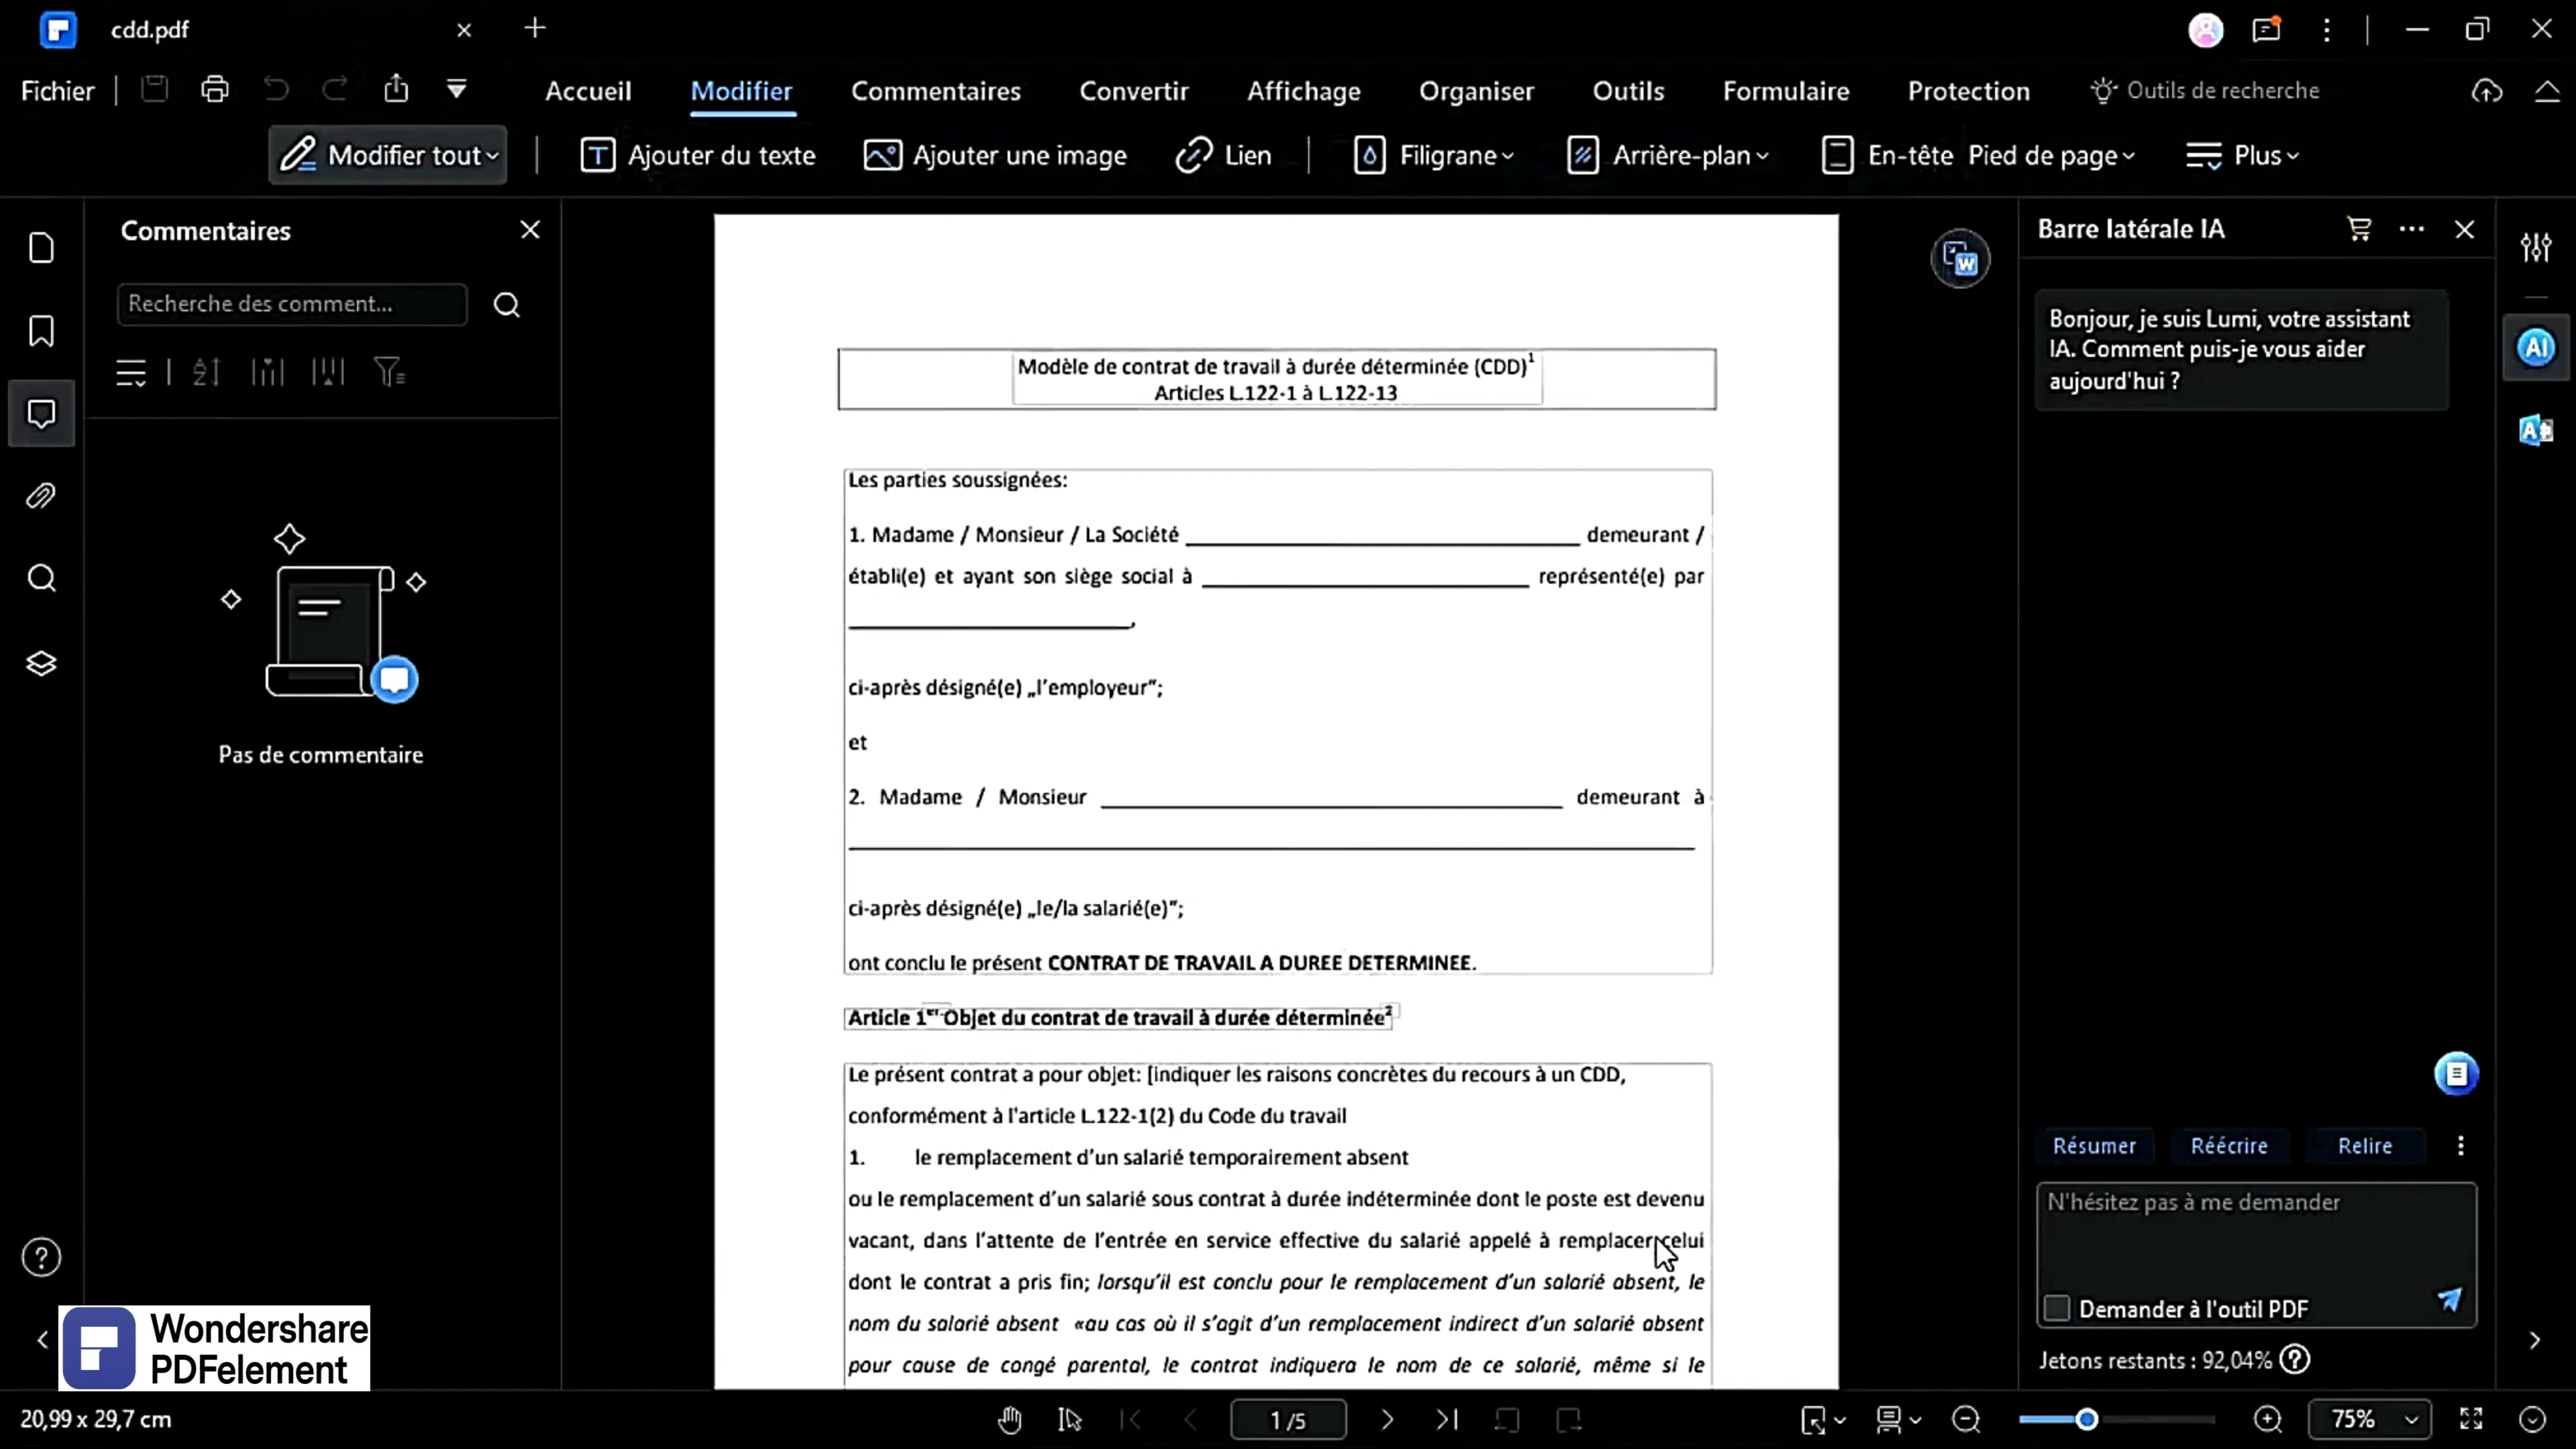 cdd.pdf
Fichier
Accueil
Modifier
Commentaires
Convertir
Affichage
Organiser
Outils
Formulaire
Protection
Outils de recherche
Modifier tout
Ajouter du texte
Ajouter une image
Lien
Filigrane
Arrière-plan
En-tête Pied de page
Plus
Commentaires
Recherche des comment...
Pas de commentaire
Modèle de contrat de travail à durée déterminée (CDD)¹
Articles L.122-1 à L.122-13
Les parties soussignées:
1. Madame / Monsieur / La Société ____ demeurant /
établi(e) et ayant son siège social à ____ représenté(e) par
____,
ci-après désigné(e) „l'employeur";
et
2. Madame / Monsieur ____ demeurant à
____
ci-après désigné(e) „le/la salarié(e)";
ont conclu le présent CONTRAT DE TRAVAIL A DUREE DETERMINEE.
Article 1er Objet du contrat de travail à durée déterminée²
Le présent contrat a pour objet: [indiquer les raisons concrètes du recours à un CDD,
conformément à l'article L.122-1(2) du Code du travail
1. le remplacement d'un salarié temporairement absent
ou le remplacement d'un salarié sous contrat à durée indéterminée dont le poste est devenu
vacant, dans l'attente de l'entrée en service effective du salarié appelé à remplacer celui
dont le contrat a pris fin; lorsqu'il est conclu pour le remplacement d'un salarié absent, le
nom du salarié absent «au cas où il s'agit d'un remplacement indirect d'un salarié absent
pour cause de congé parental, le contrat indiquera le nom de ce salarié, même si le
Barre latérale IA
Bonjour, je suis Lumi, votre assistant
IA. Comment puis-je vous aider
aujourd'hui ?
AI
Résumer
Réécrire
Relire
N'hésitez pas à me demander
Demander à l'outil PDF
Jetons restants : 92,04%
Wondershare
PDFelement
20,99 x 29,7 cm
1 /5
75%